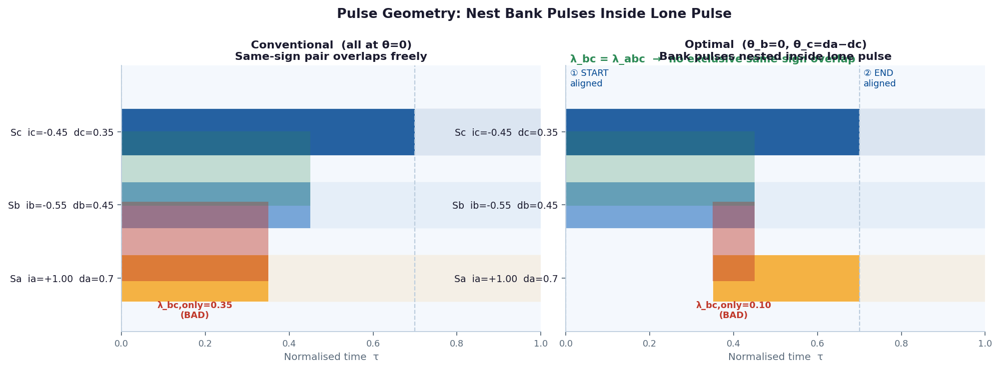 Pulse Geometry: Nest Bank Pulses Inside Lone Pulse
Conventional  (all at θ=0)
Same-sign pair overlaps freely
Sc  ic=-0.45  dc=0.35
Sb  ib=-0.55  db=0.45
Sa  ia=+1.00  da=0.7
λ_bc,only=0.35
(BAD)
0.0
0.2
0.4
0.6
0.8
1.0
Normalised time  τ
Optimal  (θ_b=0, θ_c=da−dc)
Bank pulses nested inside lone pulse
λ_bc = λ_abc  →  no exclusive same-sign overlap
① START
aligned
② END
aligned
Sc  ic=-0.45  dc=0.35
Sb  ib=-0.55  db=0.45
Sa  ia=+1.00  da=0.7
λ_bc,only=0.10
(BAD)
0.0
0.2
0.4
0.6
0.8
1.0
Normalised time  τ